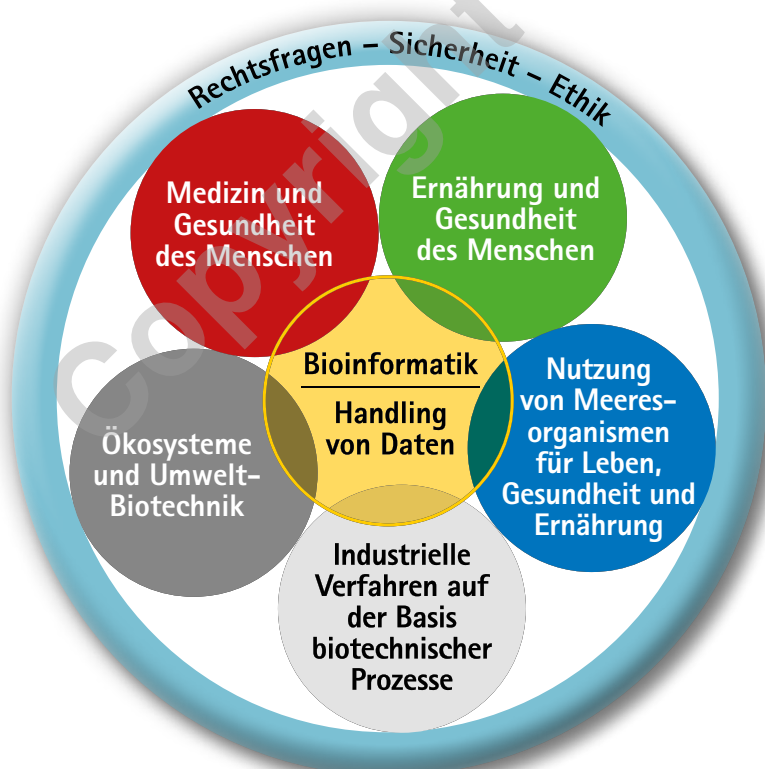 Rechtsfragen – Sicherheit – Ethik
Medizin und
Gesundheit
des Menschen
Ernährung und
Gesundheit
des Menschen
Bioinformatik
Handling
von Daten
Nutzung
von Meeres-
organismen
für Leben,
Gesundheit und
Ernährung
Ökosysteme
und Umwelt-
Biotechnik
Industrielle
Verfahren auf
der Basis
biotechnischer
Prozesse
Copyright